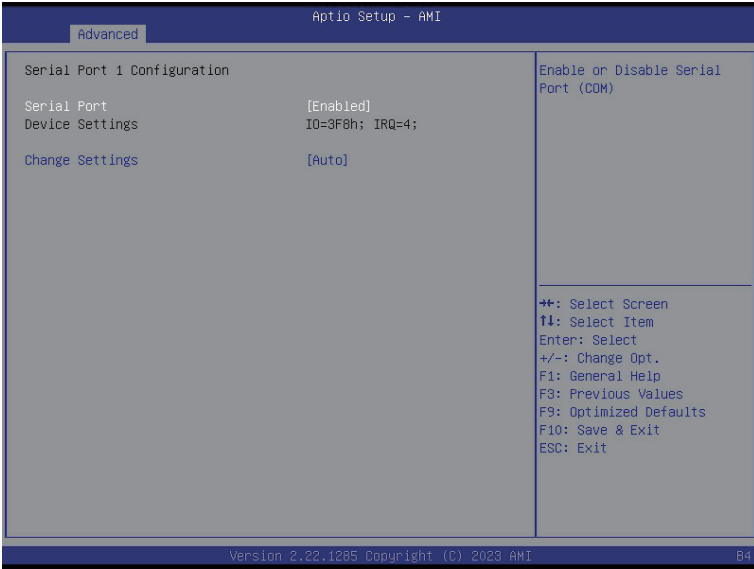 Aptio Setup – AMI
Advanced
Serial Port 1 Configuration
Serial Port [Enabled]
Device Settings IO=3F8h; IRQ=4;
Change Settings [Auto]
Enable or Disable Serial
Port (COM)
→←: Select Screen
↑↓: Select Item
Enter: Select
+/-: Change Opt.
F1: General Help
F3: Previous Values
F9: Optimized Defaults
F10: Save & Exit
ESC: Exit
Version 2.22.1285 Copyright (C) 2023 AMI
B4